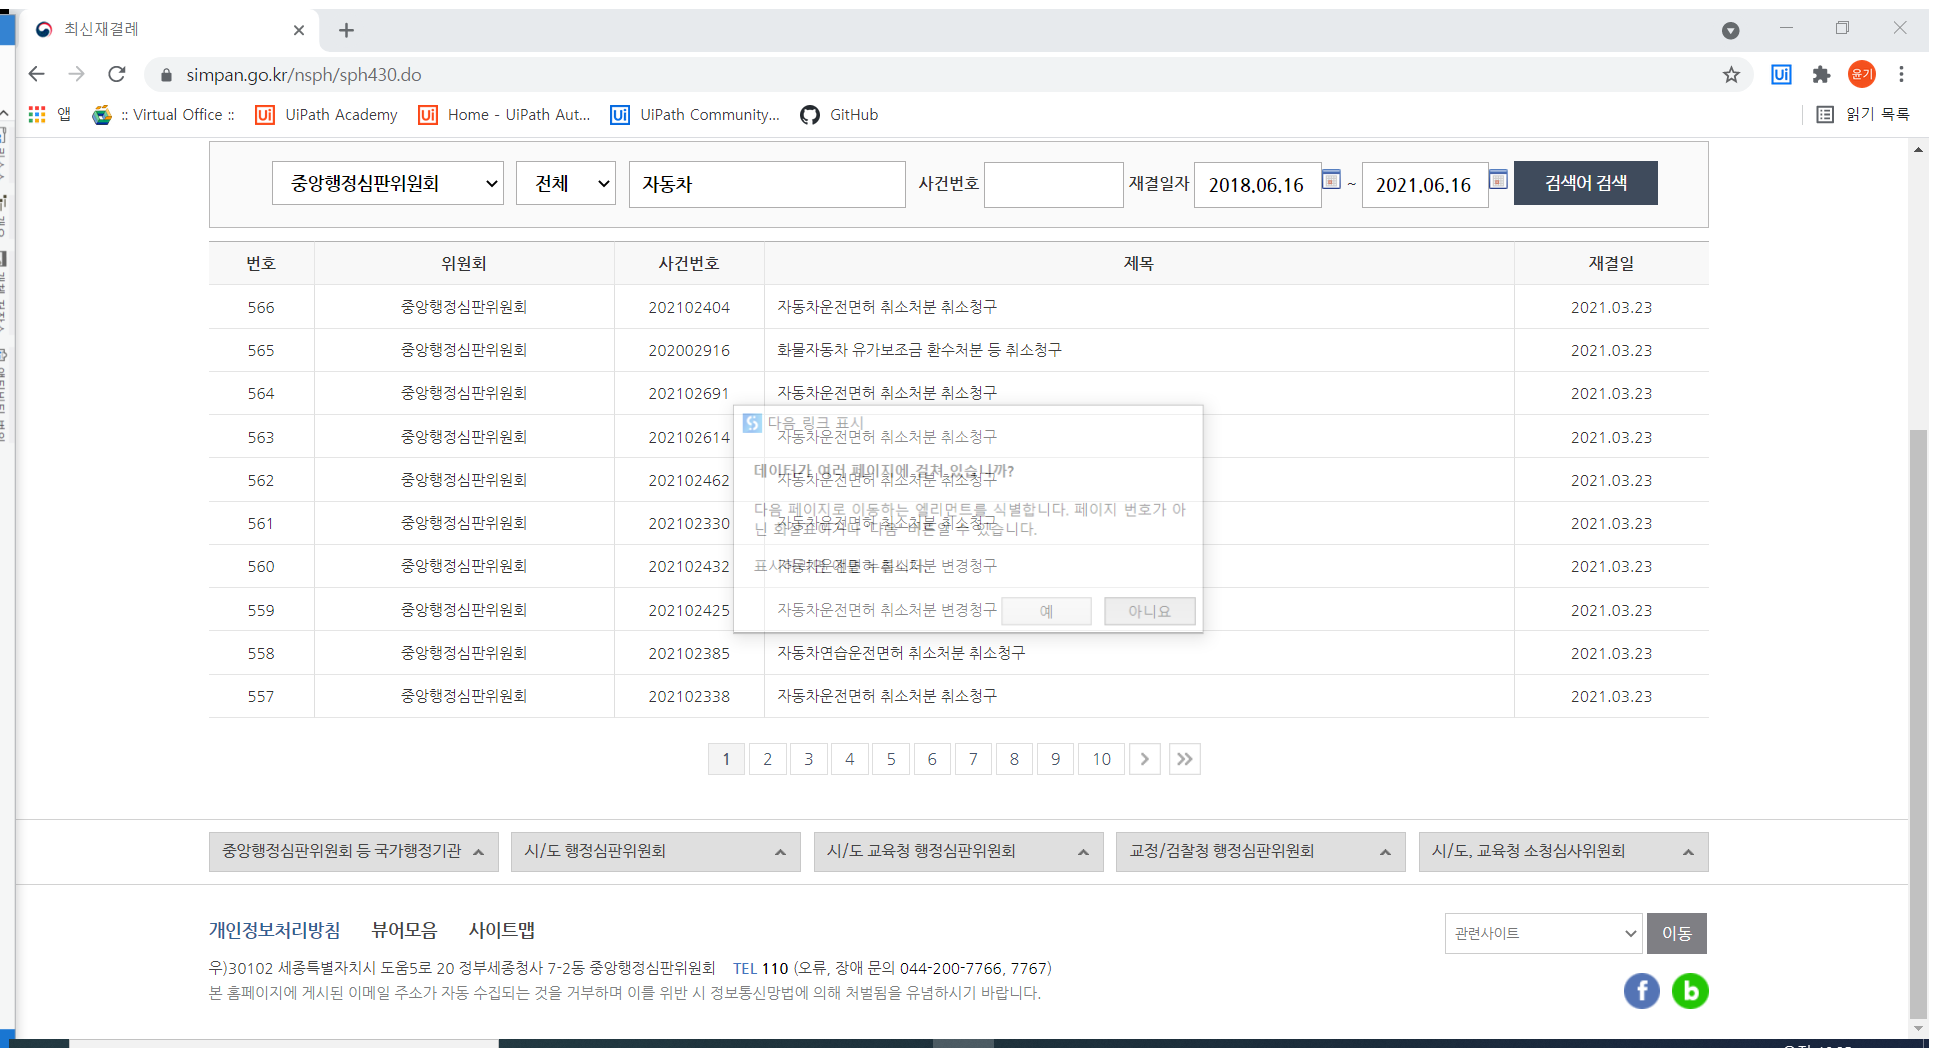 최신재결례
simpan.go.kr/nsph/sph430.do
윤기
앱 :: Virtual Office :: UiPath Academy Home - UiPath Aut... UiPath Community... GitHub 읽기 목록
중앙행정심판위원회 전체 자동차 사건번호 재결일자 2018.06.16 ~ 2021.06.16 검색어 검색
번호 위원회 사건번호 제목 재결일
566 중앙행정심판위원회 202102404 자동차운전면허 취소처분 취소청구 2021.03.23
565 중앙행정심판위원회 202002916 화물자동차 유가보조금 환수처분 등 취소청구 2021.03.23
564 중앙행정심판위원회 202102691 자동차운전면허 취소처분 취소청구 2021.03.23
다음 링크 표시
563 중앙행정심판위원회 202102614 자동차운전면허 취소처분 취소청구 2021.03.23
데이터가 여러 페이지에 걸쳐 있습니까?
562 중앙행정심판위원회 202102462 자동차운전면허 취소처분 취소청구 2021.03.23
다음 페이지로 이동하는 엘리먼트를 식별합니다. 페이지 번호가 아
561 중앙행정심판위원회 202102330 자동차운전면허 취소처분 취소청구 2021.03.23
닌 화살표이거나 '다음' 버튼일 수 있습니다.
560 중앙행정심판위원회 202102432 자동차운전면허 취소처분 변경청구 2021.03.23
559 중앙행정심판위원회 202102425 자동차운전면허 취소처분 변경청구 2021.03.23
예 아니요
558 중앙행정심판위원회 202102385 자동차연습운전면허 취소처분 취소청구 2021.03.23
557 중앙행정심판위원회 202102338 자동차운전면허 취소처분 취소청구 2021.03.23
1 2 3 4 5 6 7 8 9 10
중앙행정심판위원회 등 국가행정기관 시/도 행정심판위원회 시/도 교육청 행정심판위원회 교정/검찰청 행정심판위원회 시/도, 교육청 소청심사위원회
개인정보처리방침 뷰어모음 사이트맵 관련사이트 이동
우)30102 세종특별자치시 도움5로 20 정부세종청사 7-2동 중앙행정심판위원회 TEL 110 (오류, 장애 문의 044-200-7766, 7767)
본 홈페이지에 게시된 이메일 주소가 자동 수집되는 것을 거부하며 이를 위반 시 정보통신망법에 의해 처벌됨을 유념하시기 바랍니다.